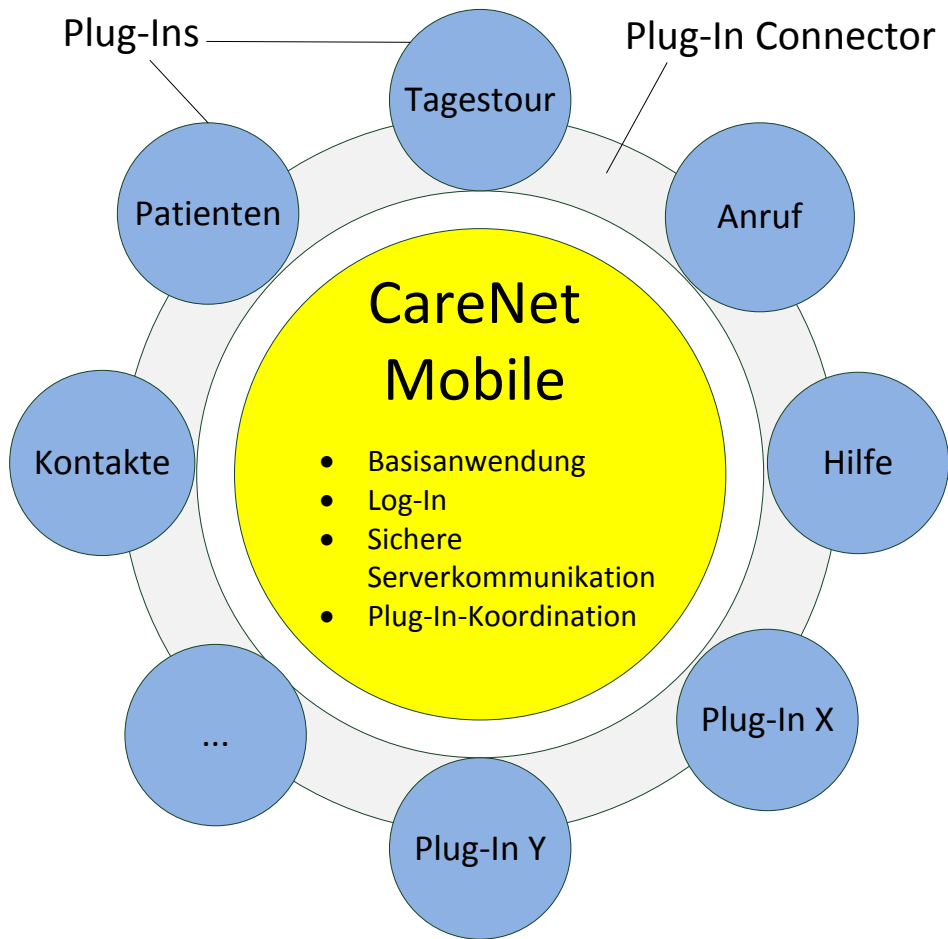 Plug-Ins
Plug-In Connector
Tagestour
Patienten
Anruf
CareNet
Mobile
• Basisanwendung
• Log-In
• Sichere
Serverkommunikation
• Plug-In-Koordination
Kontakte
Hilfe
...
Plug-In X
Plug-In Y